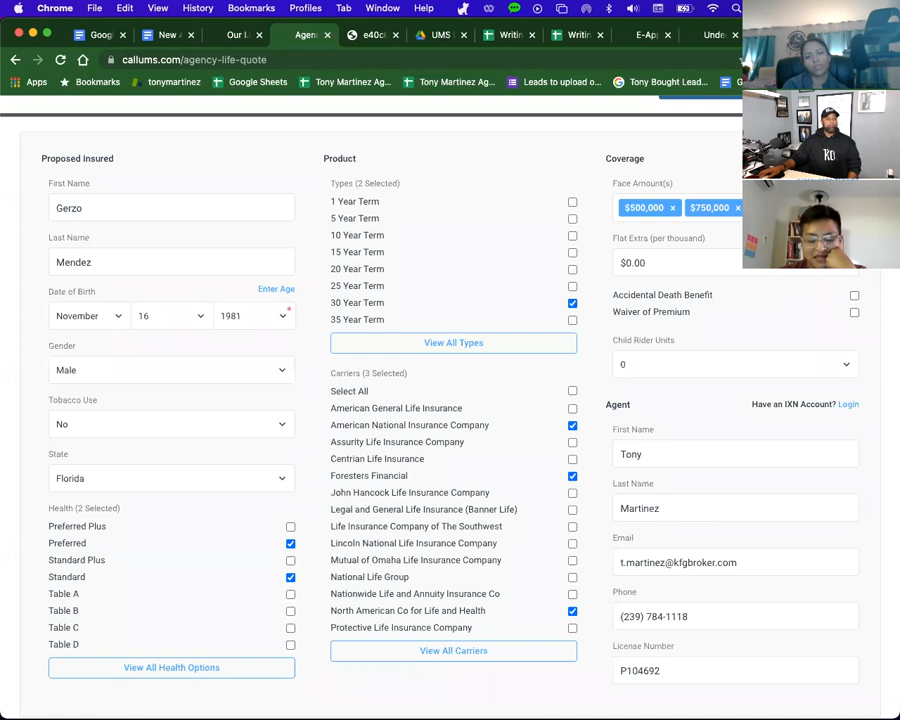 Chrome File Edit View History Bookmarks Profiles Tab Window Help
Googl × New A × Our L × Agenc × e40c6 × UMS D × Writin × Writin × E-App × Under
callums.com/agency-life-quote
Apps Bookmarks tonymartinez Google Sheets Tony Martinez Ag... Leads to upload o... Tony Bought Lead...
Proposed Insured
First Name
Gerzo
Last Name
Mendez
Date of Birth Enter Age
November 16 1981 *
Gender
Male
Tobacco Use
No
State
Florida
Health (2 Selected)
Preferred Plus
Preferred
Standard Plus
Standard
Table A
Table B
Table C
Table D
View All Health Options
Product
Types (2 Selected)
1 Year Term
5 Year Term
10 Year Term
15 Year Term
20 Year Term
25 Year Term
30 Year Term
35 Year Term
View All Types
Carriers (3 Selected)
Select All
American General Life Insurance
American National Insurance Company
Assurity Life Insurance Company
Centrian Life Insurance
Foresters Financial
John Hancock Life Insurance Company
Legal and General Life Insurance (Banner Life)
Life Insurance Company of The Southwest
Lincoln National Life Insurance Company
Mutual of Omaha Life Insurance Company
National Life Group
Nationwide Life and Annuity Insurance Co
North American Co for Life and Health
Protective Life Insurance Company
View All Carriers
Coverage
Face Amount(s)
$500,000 × $750,000 ×
Flat Extra (per thousand)
$0.00
Accidental Death Benefit
Waiver of Premium
Child Rider Units
0
Agent Have an IXN Account? Login
First Name
Tony
Last Name
Martinez
Email
t.martinez@kfgbroker.com
Phone
(239) 784-1118
License Number
P104692